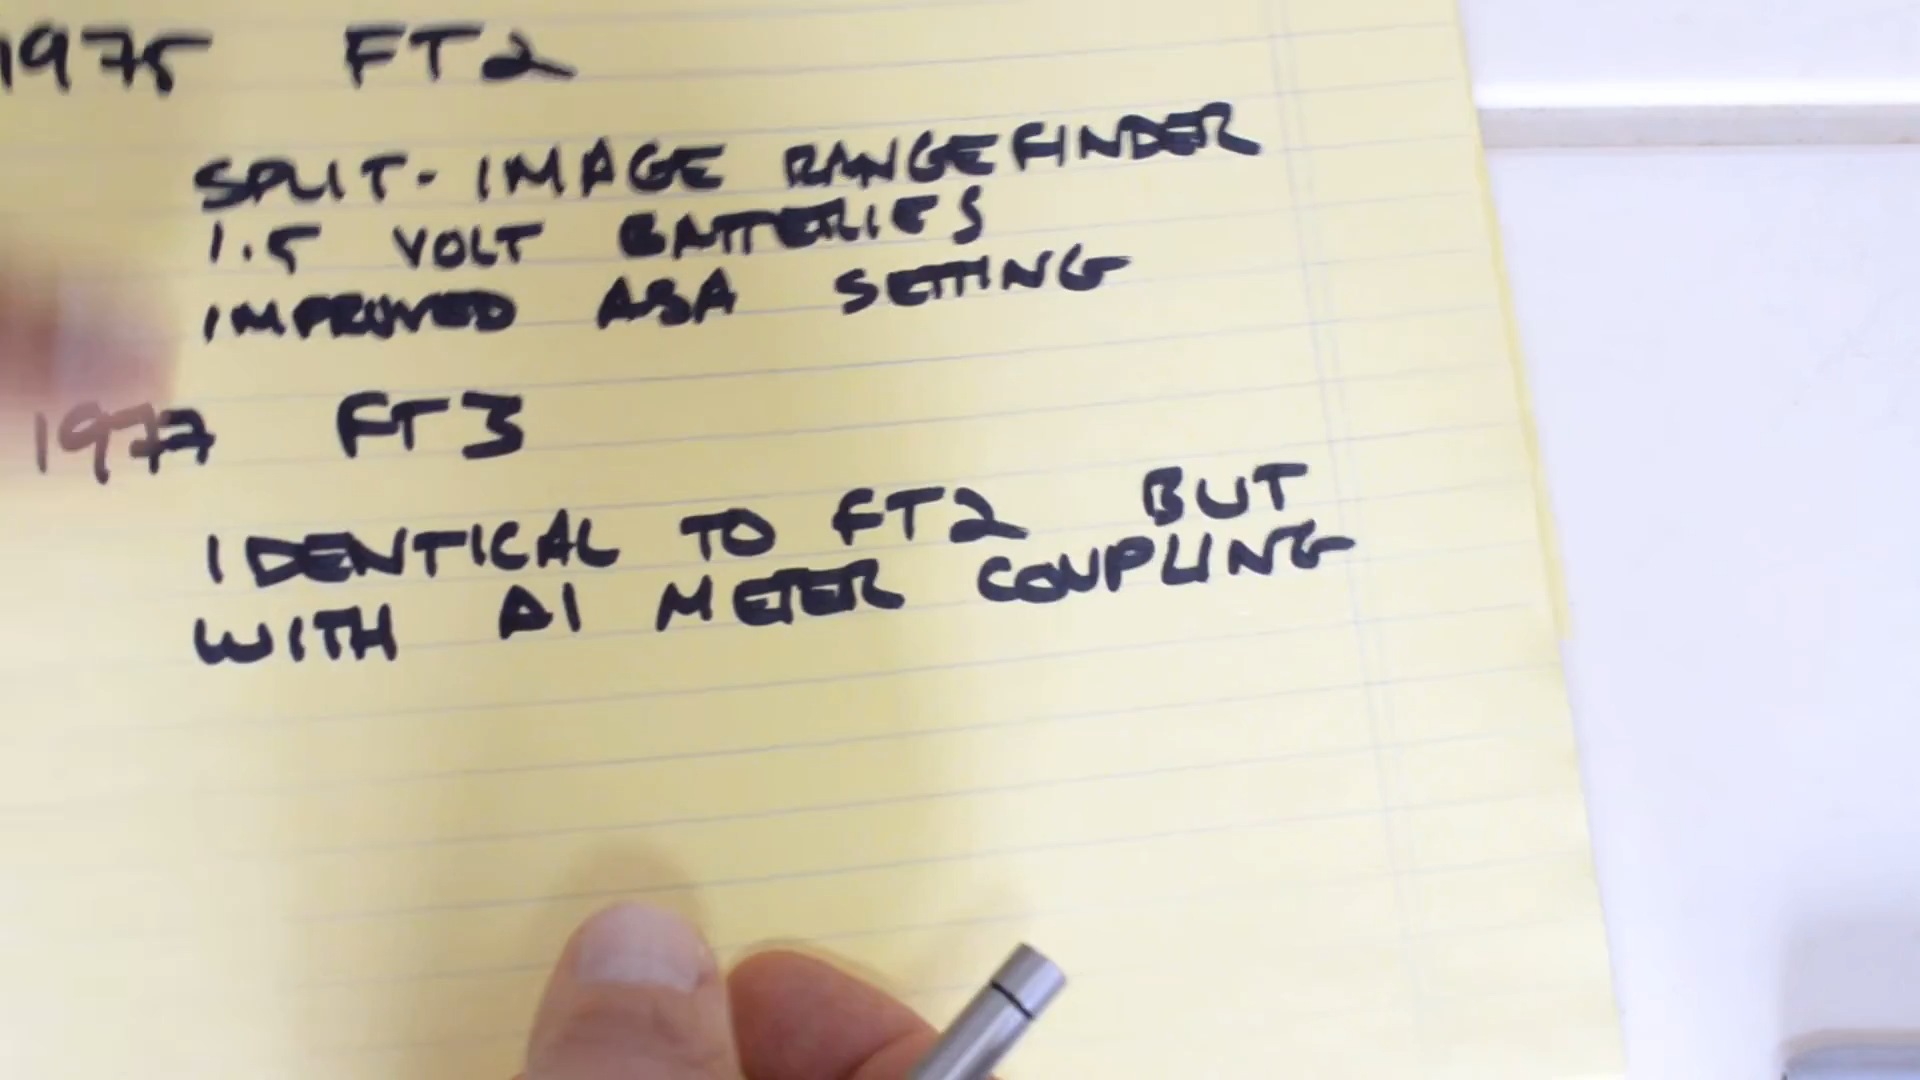 1975 FT2
SPLIT-IMAGE RANGEFINDER
1.5 VOLT BATTERIES
IMPROVED ASA SETTING
1977 FT3
IDENTICAL TO FT2 BUT
WITH AI METER COUPLING